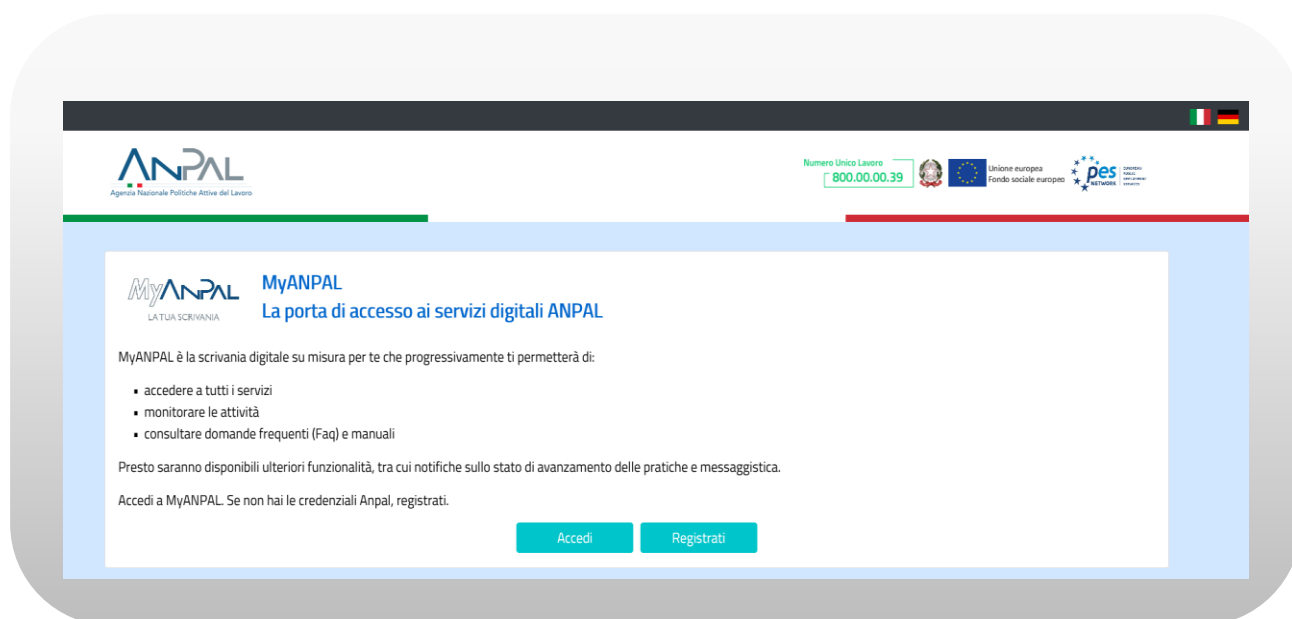 ANPAL
Agenzia Nazionale Politiche Attive del Lavoro
Numero Unico Lavoro
800.00.00.39
Unione europea
Fondo sociale europeo
pes
NETWORK
EUROPEAN
PUBLIC
EMPLOYMENT
SERVICES
MyANPAL
LA TUA SCRIVANIA
MyANPAL
La porta di accesso ai servizi digitali ANPAL
MyANPAL è la scrivania digitale su misura per te che progressivamente ti permetterà di:
▪ accedere a tutti i servizi
▪ monitorare le attività
▪ consultare domande frequenti (Faq) e manuali
Presto saranno disponibili ulteriori funzionalità, tra cui notifiche sullo stato di avanzamento delle pratiche e messaggistica.
Accedi a MyANPAL. Se non hai le credenziali Anpal, registrati.
Accedi
Registrati